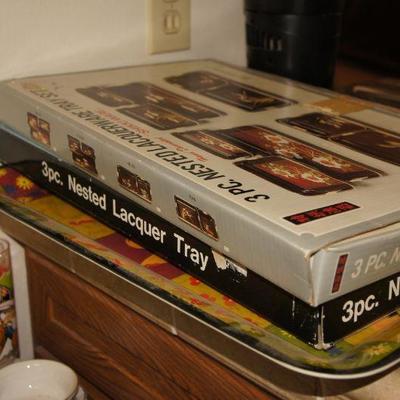 3 PC. NESTED LACQUERWARE TRAY SET
3 PC. N
3pc. Nested Lacquer Tray
3pc. N